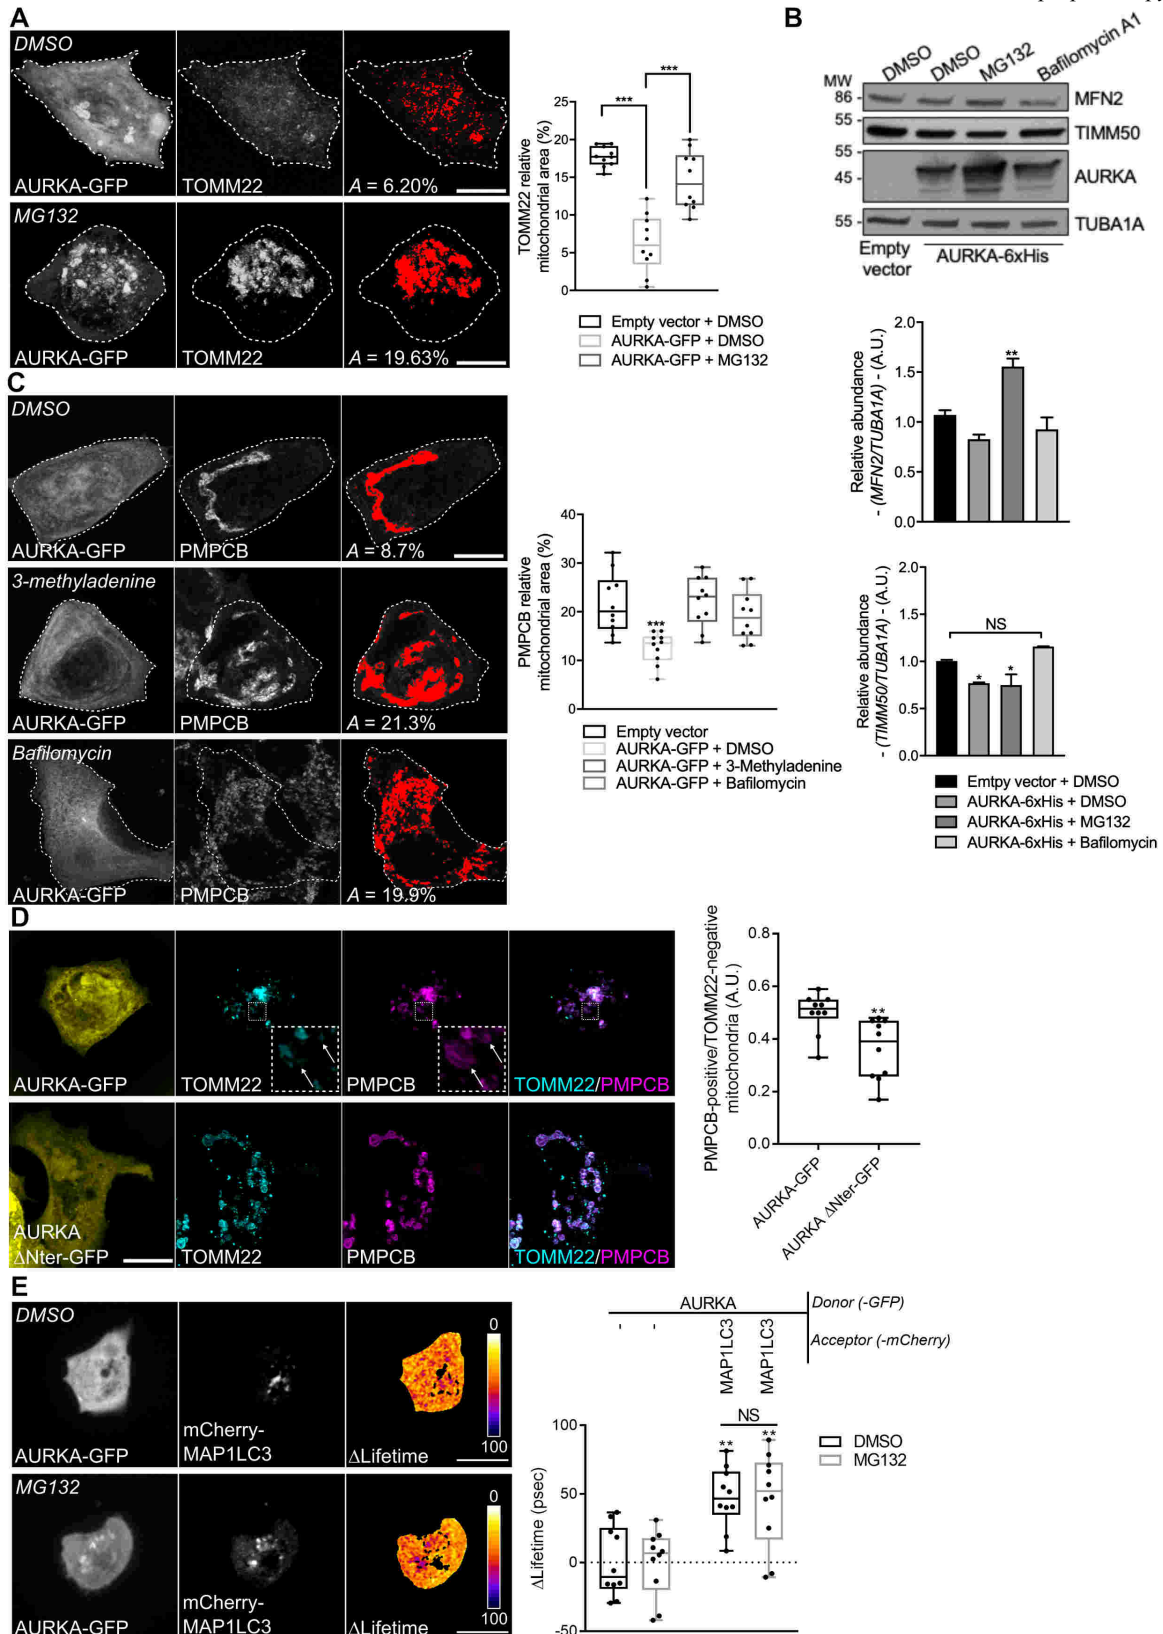 A
DMSO
AURKA-GFP
TOMM22
A = 6.20%
MG132
AURKA-GFP
TOMM22
A = 19.63%
TOMM22 relative
mitochondrial area (%)
25
20
15
10
5
0
***
***
Empty vector + DMSO
AURKA-GFP + DMSO
AURKA-GFP + MG132
B
MW
DMSO
DMSO
MG132
Bafilomycin A1
86
MFN2
55
TIMM50
55
45
AURKA
55
TUBA1A
Empty
vector
AURKA-6xHis
Relative abundance
- (MFN2/TUBA1A) - (A.U.)
2.0
1.5
1.0
0.5
0.0
**
Relative abundance
- (TIMM50/TUBA1A) - (A.U.)
2.0
1.5
1.0
0.5
0.0
NS
*
*
Emtpy vector + DMSO
AURKA-6xHis + DMSO
AURKA-6xHis + MG132
AURKA-6xHis + Bafilomycin
C
DMSO
AURKA-GFP
PMPCB
A = 8.7%
3-methyladenine
AURKA-GFP
PMPCB
A = 21.3%
Bafilomycin
AURKA-GFP
PMPCB
A = 19.9%
PMPCB relative
mitochondrial area (%)
40
30
20
10
0
***
Empty vector
AURKA-GFP + DMSO
AURKA-GFP + 3-Methyladenine
AURKA-GFP + Bafilomycin
D
AURKA-GFP
TOMM22
PMPCB
TOMM22/PMPCB
AURKA
ΔNter-GFP
TOMM22
PMPCB
TOMM22/PMPCB
PMPCB-positive/TOMM22-negative
mitochondria (A.U.)
0.8
0.6
0.4
0.2
0.0
**
AURKA-GFP
AURKA ΔNter-GFP
E
DMSO
AURKA-GFP
mCherry-
MAP1LC3
ΔLifetime
0
100
MG132
AURKA-GFP
mCherry-
MAP1LC3
ΔLifetime
0
100
AURKA
Donor (-GFP)
-
-
MAP1LC3
MAP1LC3
Acceptor (-mCherry)
ΔLifetime (psec)
100
50
0
-50
NS
**
**
DMSO
MG132